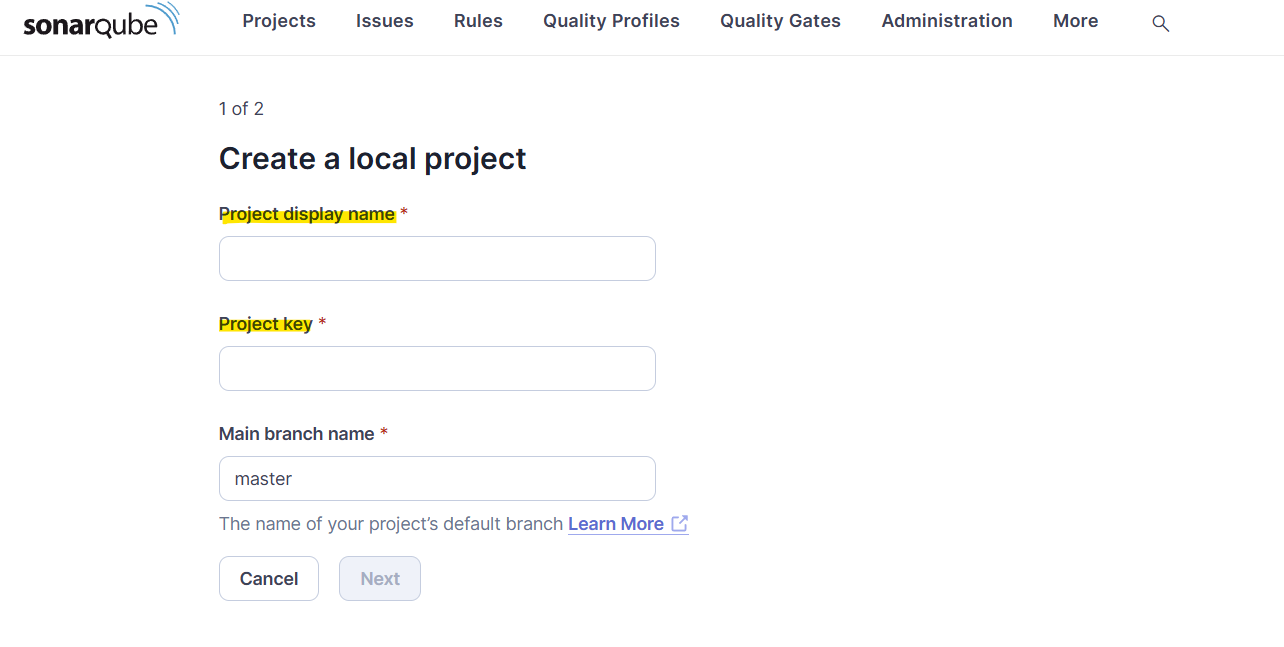 sonarqube Projects Issues Rules Quality Profiles Quality Gates Administration More
1 of 2
Create a local project
Project display name *
Project key *
Main branch name *
master
The name of your project's default branch Learn More
Cancel Next